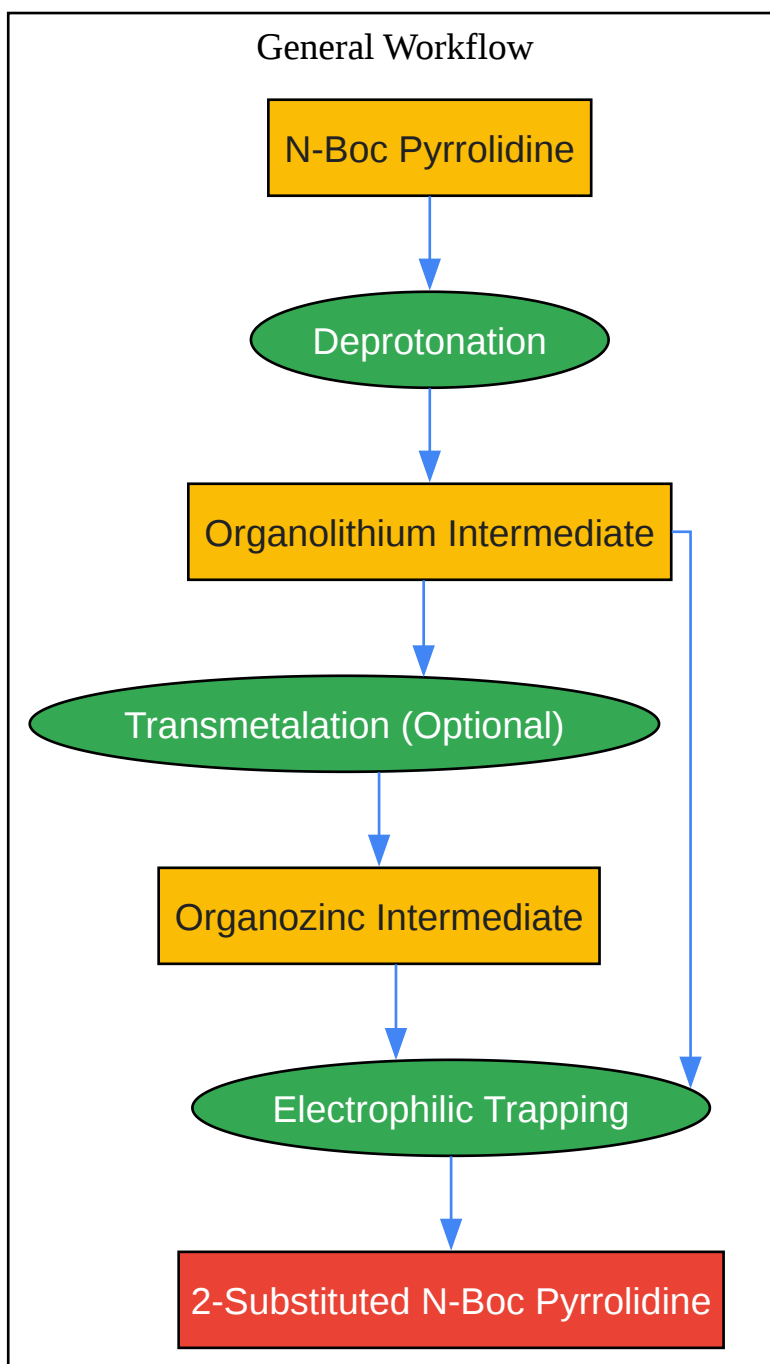 General Workflow
N-Boc Pyrrolidine
Deprotonation
Organolithium Intermediate
Transmetalation (Optional)
Organozinc Intermediate
Electrophilic Trapping
2-Substituted N-Boc Pyrrolidine